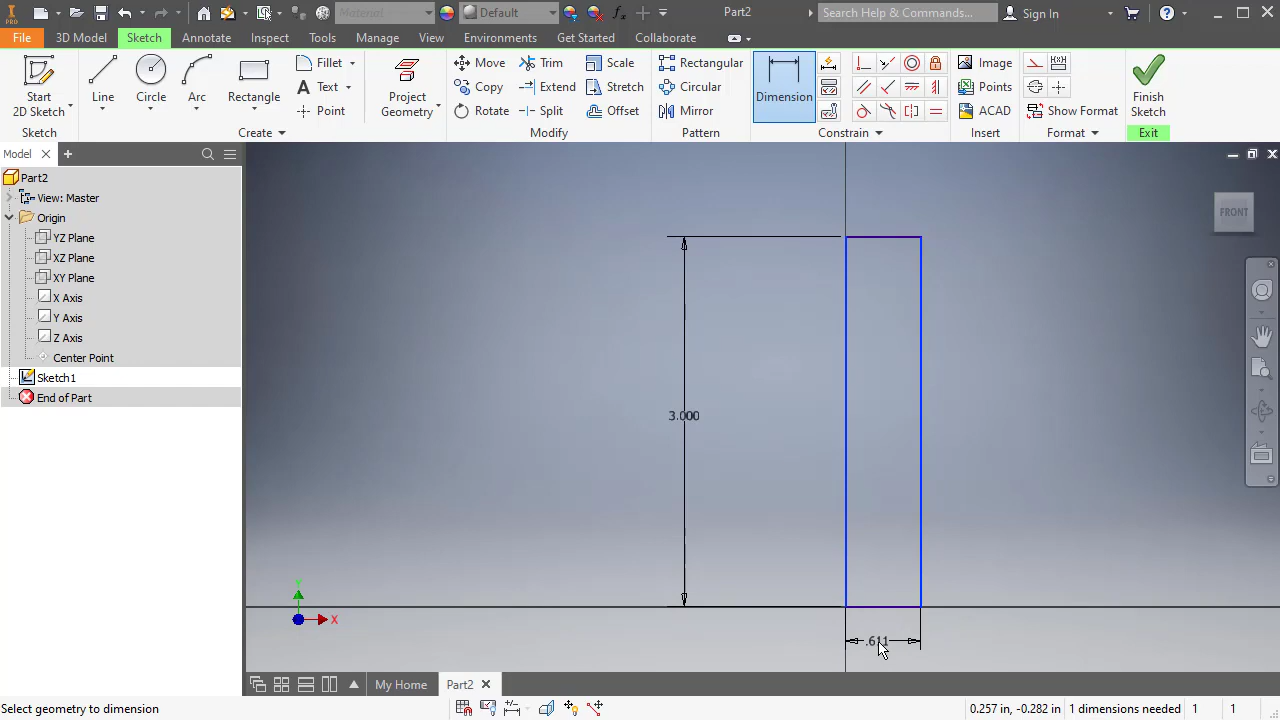 Material
Default
Part2
Search Help & Commands...
Sign In
PRO
File
3D Model
Sketch
Annotate
Inspect
Tools
Manage
View
Environments
Get Started
Collaborate
Start
2D Sketch
Line
Circle
Arc
Rectangle
Fillet
Text
Point
Project
Geometry
Move
Copy
Rotate
Trim
Extend
Split
Scale
Stretch
Offset
Rectangular
Circular
Mirror
Dimension
Image
Points
ACAD
Show Format
Finish
Sketch
Sketch
Create
Modify
Pattern
Constrain
Insert
Format
Exit
Model
Part2
View: Master
Origin
YZ Plane
XZ Plane
XY Plane
X Axis
Y Axis
Z Axis
Center Point
Sketch1
End of Part
FRONT
3.000
.611
Y
X
My Home
Part2
Select geometry to dimension
0.257 in, -0.282 in
1 dimensions needed
1
1